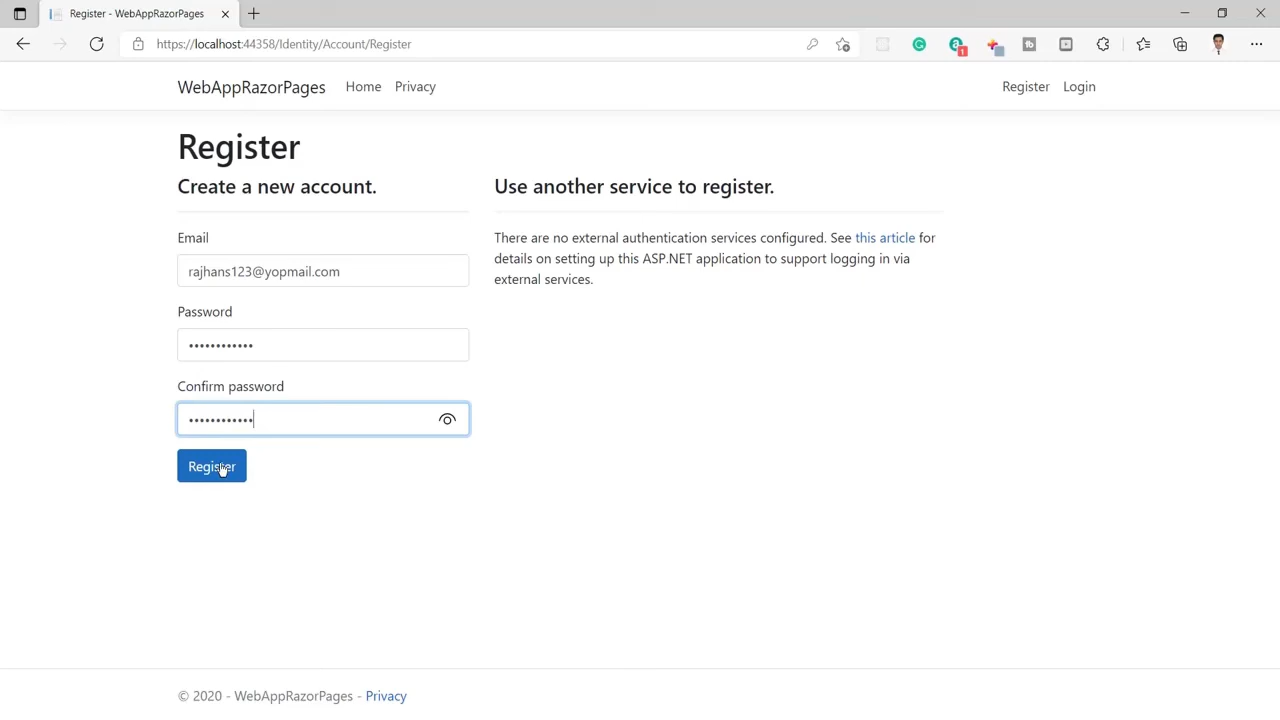 Register - WebAppRazorPages
https://localhost:44358/Identity/Account/Register
WebAppRazorPages Home Privacy Register Login
Register
Create a new account.
Email
rajhans123@yopmail.com
Password
••••••••••••
Confirm password
••••••••••••
Register
Use another service to register.
There are no external authentication services configured. See this article for
details on setting up this ASP.NET application to support logging in via
external services.
© 2020 - WebAppRazorPages - Privacy